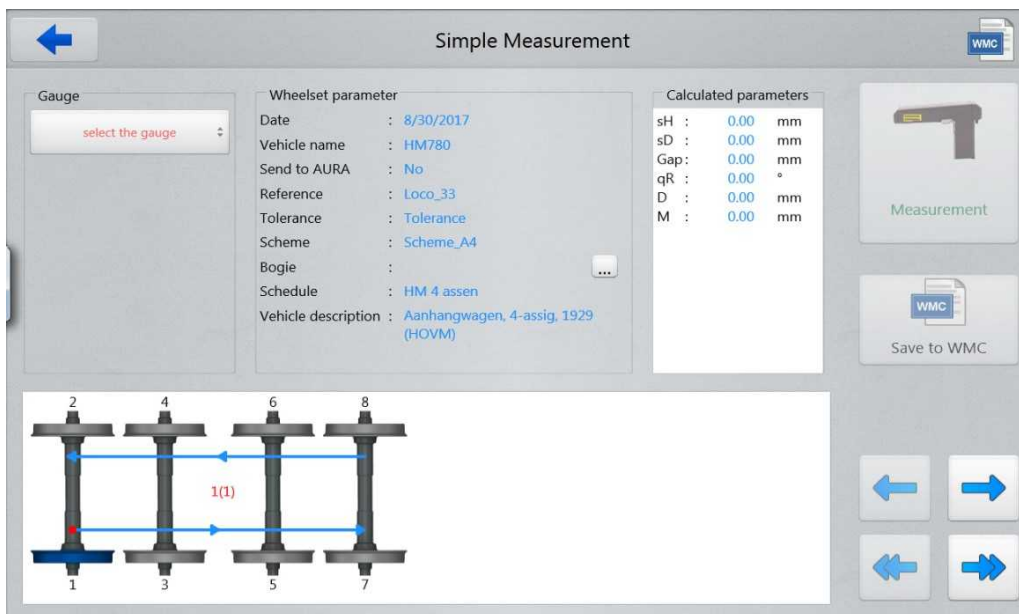 Simple Measurement
WMC
Gauge
select the gauge
Wheelset parameter
Date : 8/30/2017
Vehicle name : HM780
Send to AURA : No
Reference : Loco_33
Tolerance : Tolerance
Scheme : Scheme_A4
Bogie :
...
Schedule : HM 4 assen
Vehicle description : Aanhangwagen, 4-assig, 1929
(HOVM)
Calculated parameters
sH : 0.00 mm
sD : 0.00 mm
Gap: 0.00 mm
qR : 0.00 °
D : 0.00 mm
M : 0.00 mm
Measurement
WMC
Save to WMC
2 4 6 8
1(1)
1 3 5 7